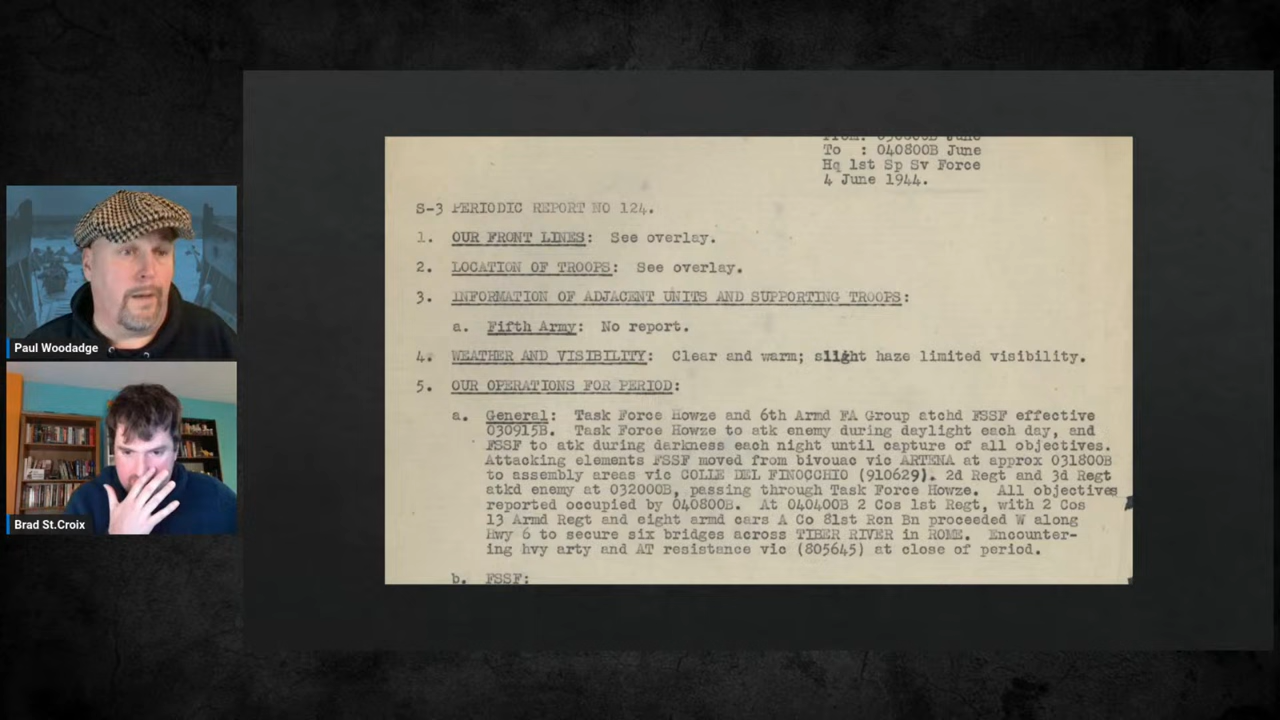 Paul Woodadge
Brad St.Croix
To : 040800B June
Hq 1st Sp Sv Force
4 June 1944.
S-3 PERIODIC REPORT NO 124.
1. OUR FRONT LINES: See overlay.
2. LOCATION OF TROOPS: See overlay.
3. INFORMATION OF ADJACENT UNITS AND SUPPORTING TROOPS:
a. Fifth Army: No report.
4. WEATHER AND VISIBILITY: Clear and warm; slight haze limited visibility.
5. OUR OPERATIONS FOR PERIOD:
a. General: Task Force Howze and 6th Armd FA Group atchd FSSF effective
030915B. Task Force Howze to atk enemy during daylight each day, and
FSSF to atk during darkness each night until capture of all objectives.
Attacking elements FSSF moved from bivouac vic ARTENA at approx 031800B
to assembly areas vic COLLE DEL FINOCCHIO (910629). 2d Regt and 3d Regt
atkd enemy at 032000B, passing through Task Force Howze. All objectives
reported occupied by 040800B. At 040400B 2 Cos 1st Regt, with 2 Cos
13 Armd Regt and eight armd cars A Co 81st Rcn Bn proceeded W along
Hwy 6 to secure six bridges across TIBER RIVER in ROME. Encounter-
ing hvy arty and AT resistance vic (805645) at close of period.
b. FSSF: